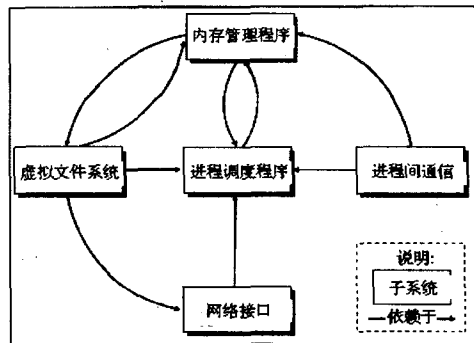 内存管理程序
虚拟文件系统
进程调度程序
进程间通信
网络接口
说明:
子系统
依赖于